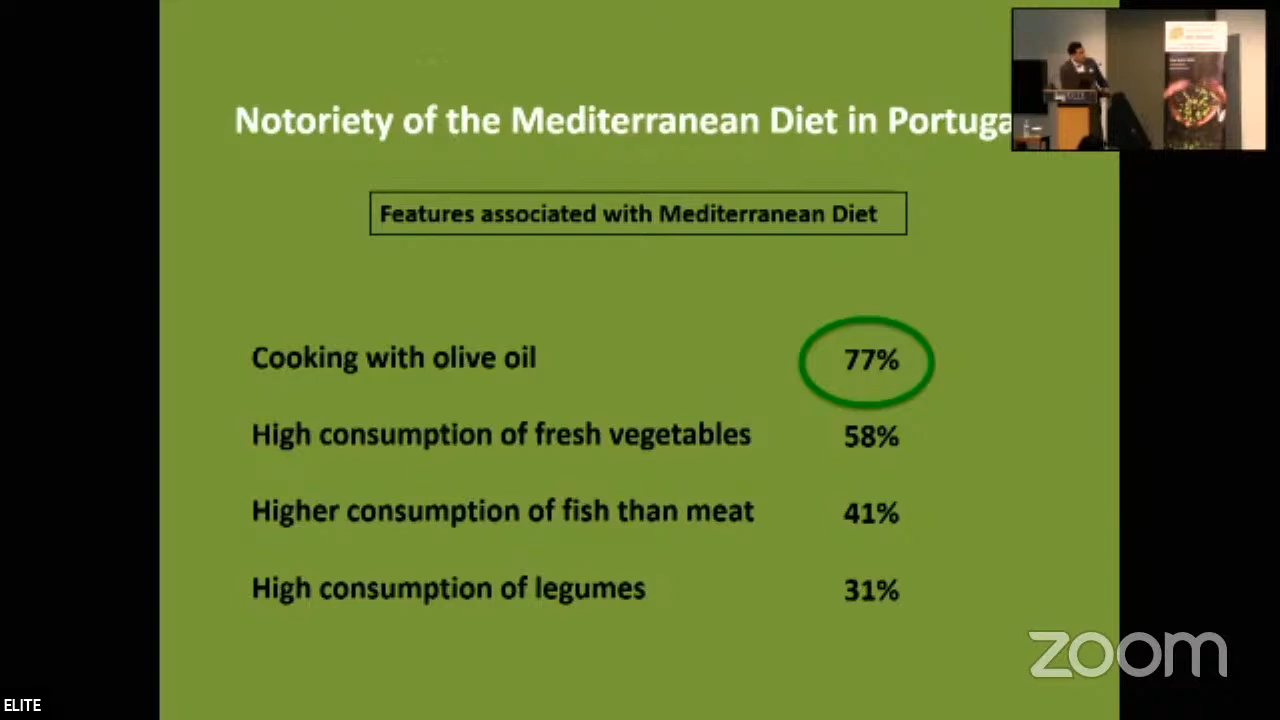 Notoriety of the Mediterranean Diet in Portuga
Features associated with Mediterranean Diet
Cooking with olive oil 77%
High consumption of fresh vegetables 58%
Higher consumption of fish than meat 41%
High consumption of legumes 31%
zoom
ELITE